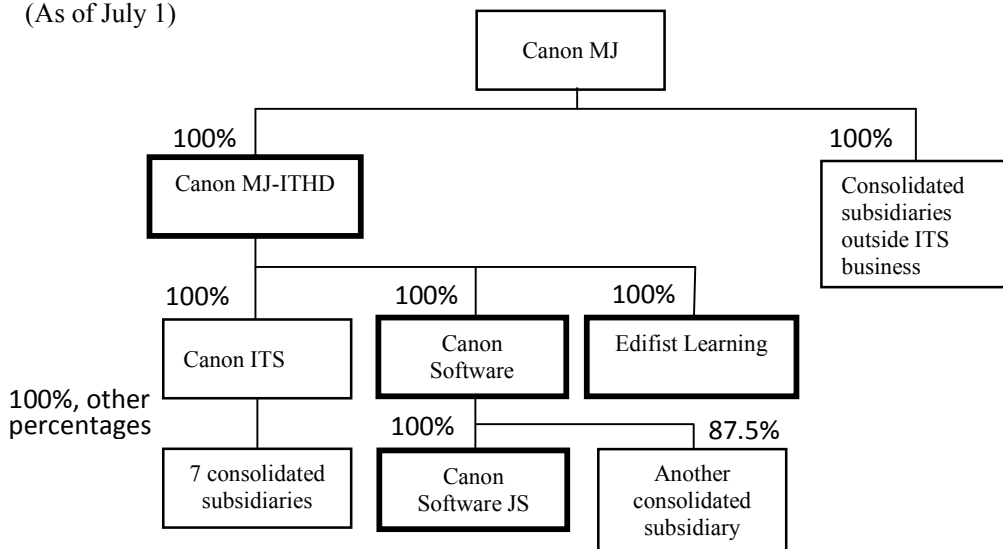 (As of July 1)
Canon MJ
100%
100%
Canon MJ-ITHD
Consolidated
subsidiaries
outside ITS
business
100%
100%
100%
Canon ITS
Canon
Software
Edifist Learning
100%, other
percentages
100%
87.5%
7 consolidated
subsidiaries
Canon
Software JS
Another
consolidated
subsidiary